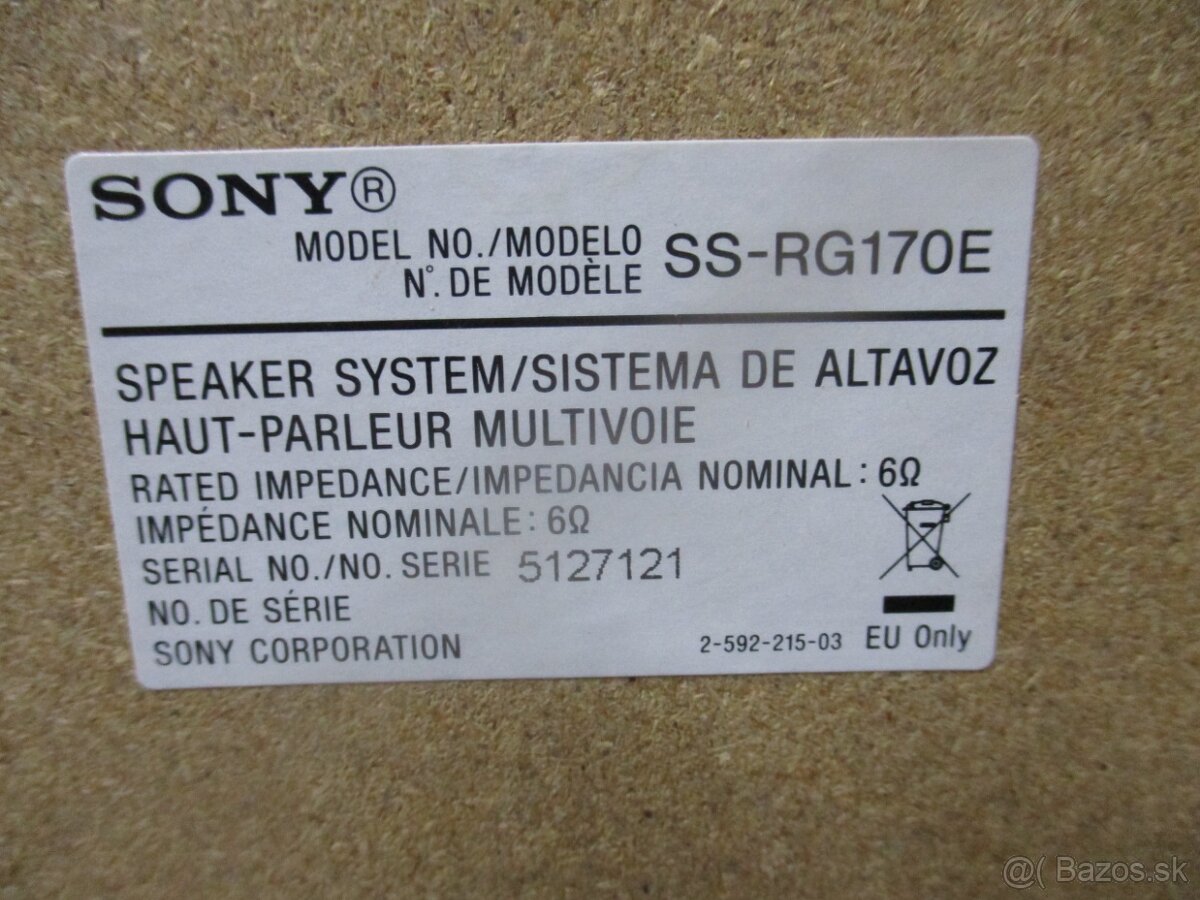 SONY®
MODEL NO./MODELO
N°. DE MODÈLE
SS-RG170E
SPEAKER SYSTEM/SISTEMA DE ALTAVOZ
HAUT-PARLEUR MULTIVOIE
RATED IMPEDANCE/IMPEDANCIA NOMINAL: 6Ω
IMPÉDANCE NOMINALE: 6Ω
SERIAL NO./NO. SERIE 5127121
NO. DE SÉRIE
SONY CORPORATION
2-592-215-03 EU Only
@( Bazos.sk